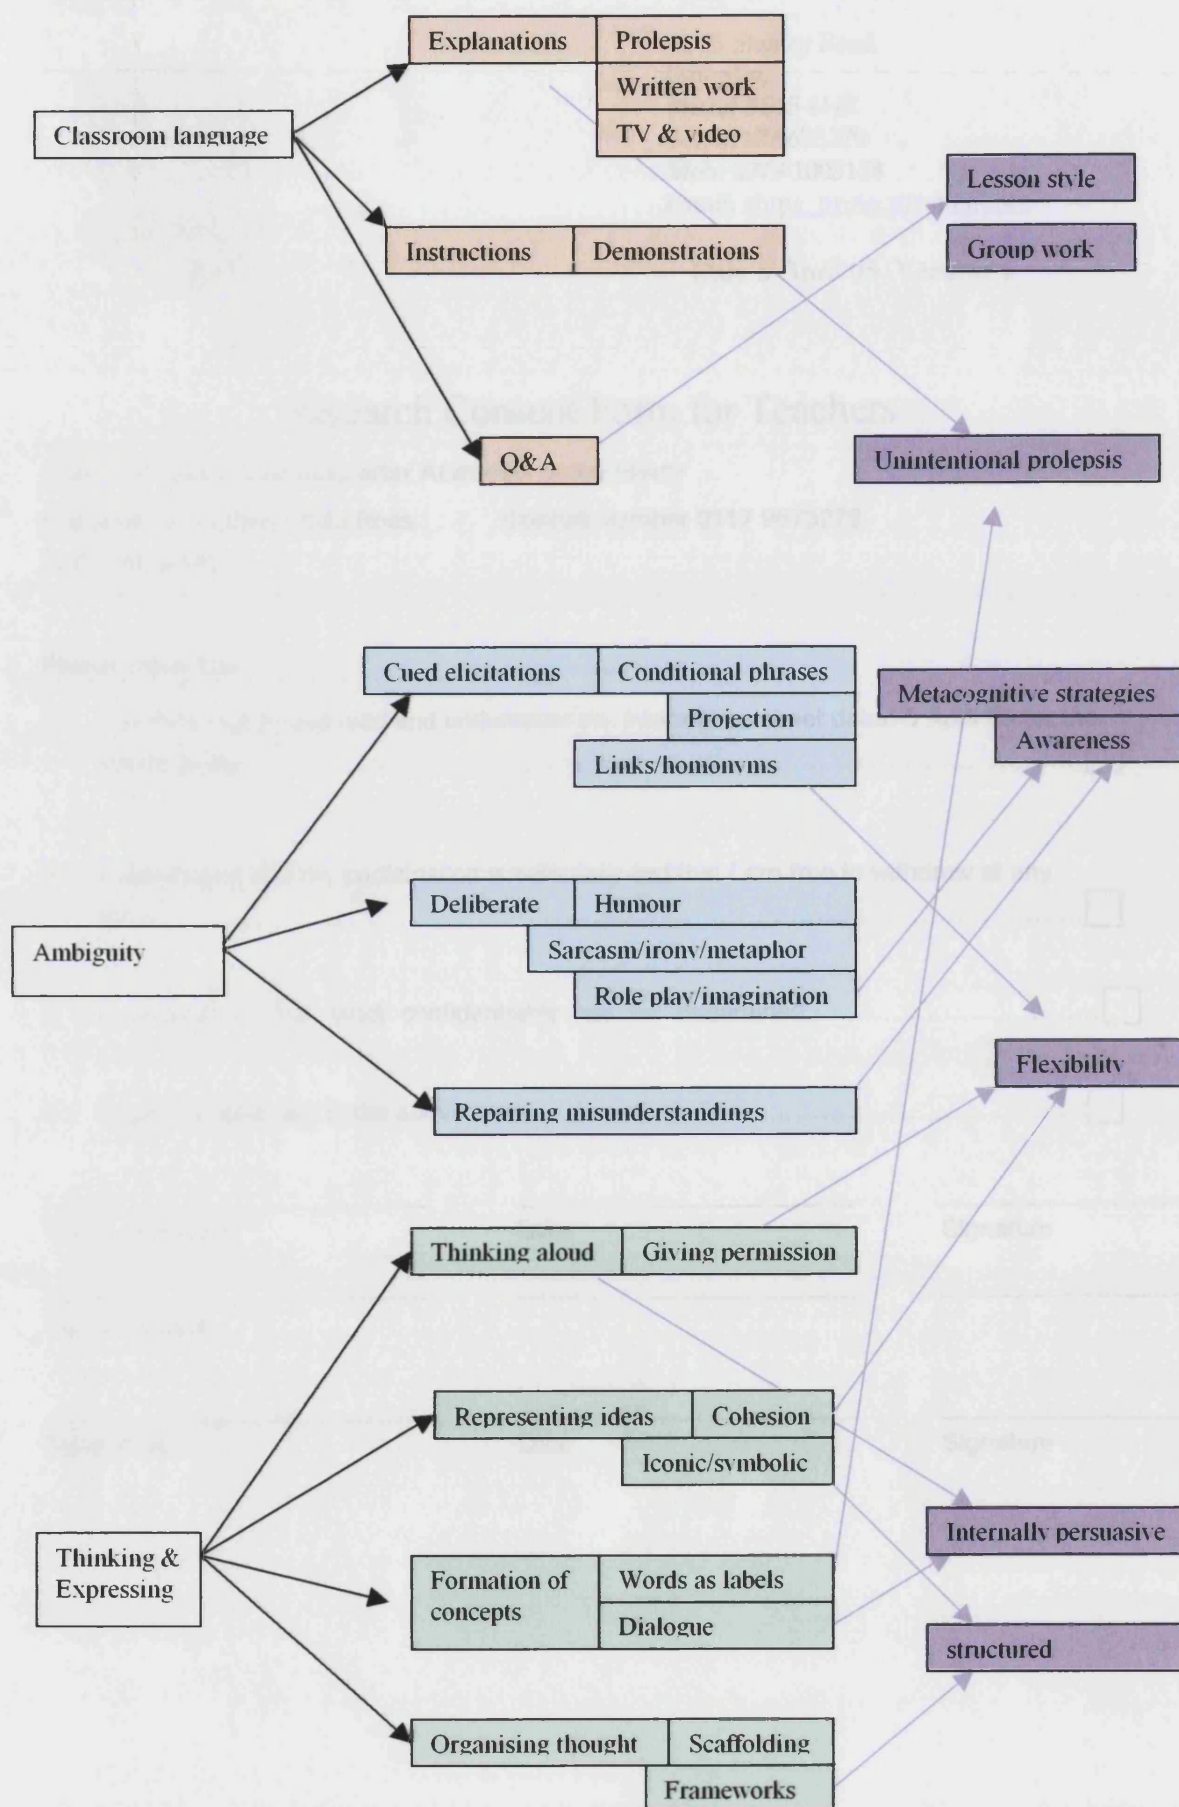 Explanations
Prolepsis
Written work
TV & video
Classroom language
Lesson style
Group work
Instructions
Demonstrations
Q&A
Unintentional prolepsis
Research Consent Form for Teachers
Cued elicitations
Conditional phrases
Projection
Links/homonyms
Metacognitive strategies
Awareness
Deliberate
Humour
Sarcasm/irony/metaphor
Role play/imagination
Ambiguity
Flexibility
Repairing misunderstandings
Signature
Thinking aloud
Giving permission
Representing ideas
Cohesion
Iconic/symbolic
Signature
Internally persuasive
Thinking &
Expressing
Formation of
concepts
Words as labels
Dialogue
structured
Organising thought
Scaffolding
Frameworks